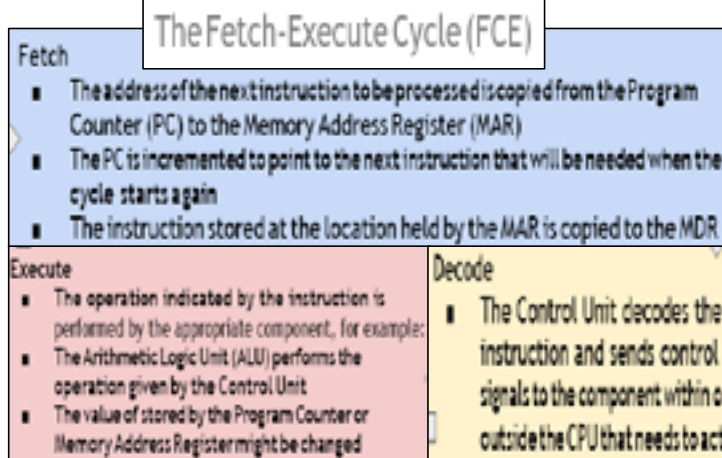 The Fetch-Execute Cycle (FCE)
Fetch
▪ The address of the next instruction to be processed is copied from the Program
Counter (PC) to the Memory Address Register (MAR)
▪ The PC is incremented to point to the next instruction that will be needed when the
cycle starts again
▪ The instruction stored at the location held by the MAR is copied to the MDR
Execute
▪ The operation indicated by the instruction is
performed by the appropriate component, for example:
▪ The Arithmetic Logic Unit (ALU) performs the
operation given by the Control Unit
▪ The value of stored by the Program Counter or
Memory Address Register might be changed
Decode
▪ The Control Unit decodes the
instruction and sends control
signals to the component within o
outside the CPU that needs to act